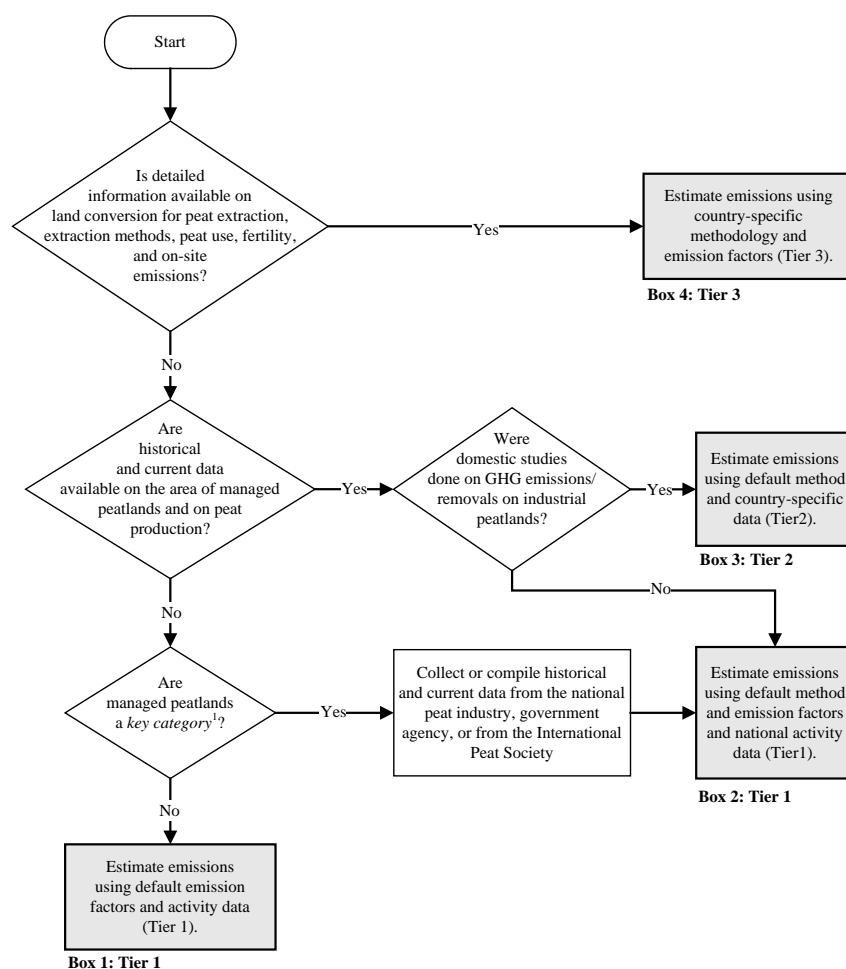 Start
Is detailed
information available on
land conversion for peat extraction,
extraction methods, peat use, fertility,
and on-site
emissions?
Yes
Estimate emissions using
country-specific
methodology and
emission factors (Tier 3).
Box 4: Tier 3
No
Are
historical
and current data
available on the area of managed
peatlands and on peat
production?
Yes
Were
domestic studies
done on GHG emissions/
removals on industrial
peatlands?
Yes
Estimate emissions
using default method
and country-specific
data (Tier2).
Box 3: Tier 2
No
No
Are
managed peatlands
a key category¹?
Yes
Collect or compile historical
and current data from the national
peat industry, government
agency, or from the International
Peat Society
Estimate emissions
using default method
and emission factors
and national activity
data (Tier1).
Box 2: Tier 1
No
Estimate emissions
using default emission
factors and activity data
(Tier 1).
Box 1: Tier 1